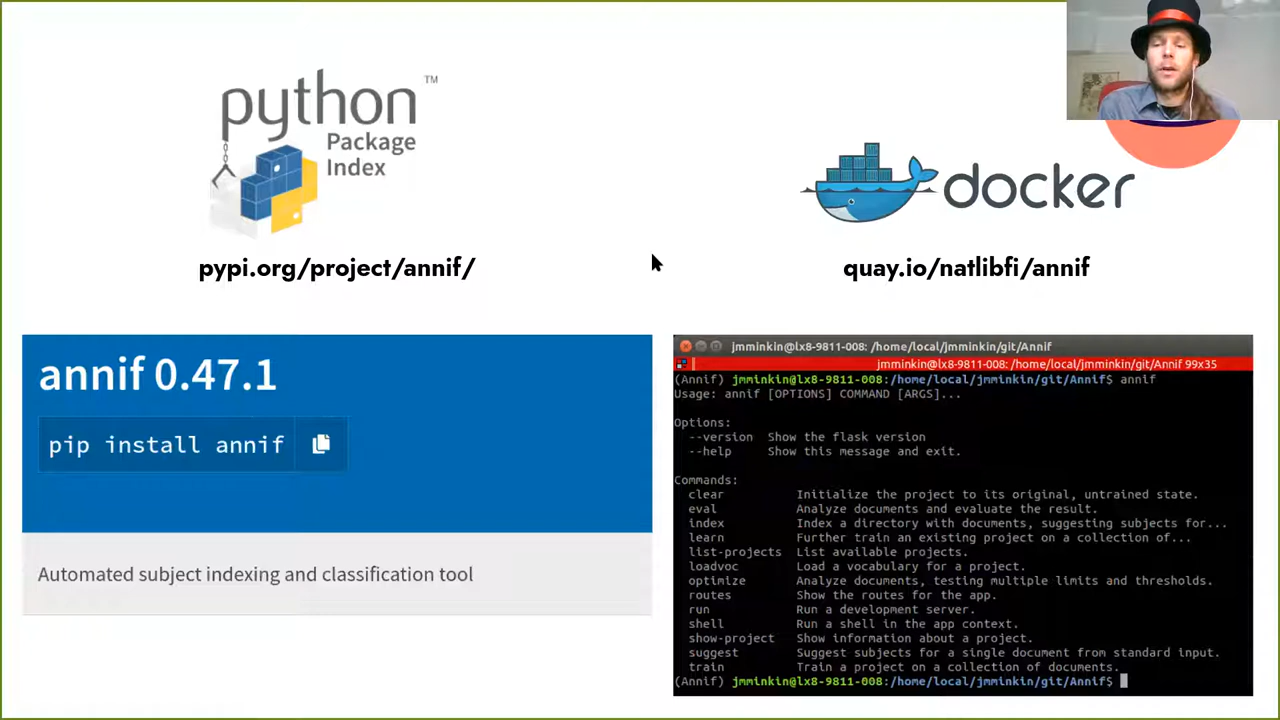 python™
Package
Index
pypi.org/project/annif/
docker
quay.io/natlibfi/annif
annif 0.47.1
pip install annif
Automated subject indexing and classification tool
jmminkin@lx8-9811-008: /home/local/jmminkin/git/Annif
jmminkin@lx8-9811-008: /home/local/jmminkin/git/Annif 99x35
(Annif) jmminkin@lx8-9811-008:/home/local/jmminkin/git/Annif$ annif
Usage: annif [OPTIONS] COMMAND [ARGS]...
Options:
--version Show the flask version
--help Show this message and exit.
Commands:
clear Initialize the project to its original, untrained state.
eval Analyze documents and evaluate the result.
index Index a directory with documents, suggesting subjects for...
learn Further train an existing project on a collection of...
list-projects List available projects.
loadvoc Load a vocabulary for a project.
optimize Analyze documents, testing multiple limits and thresholds.
routes Show the routes for the app.
run Run a development server.
shell Run a shell in the app context.
show-project Show information about a project.
suggest Suggest subjects for a single document from standard input.
train Train a project on a collection of documents.
(Annif) jmminkin@lx8-9811-008:/home/local/jmminkin/git/Annif$